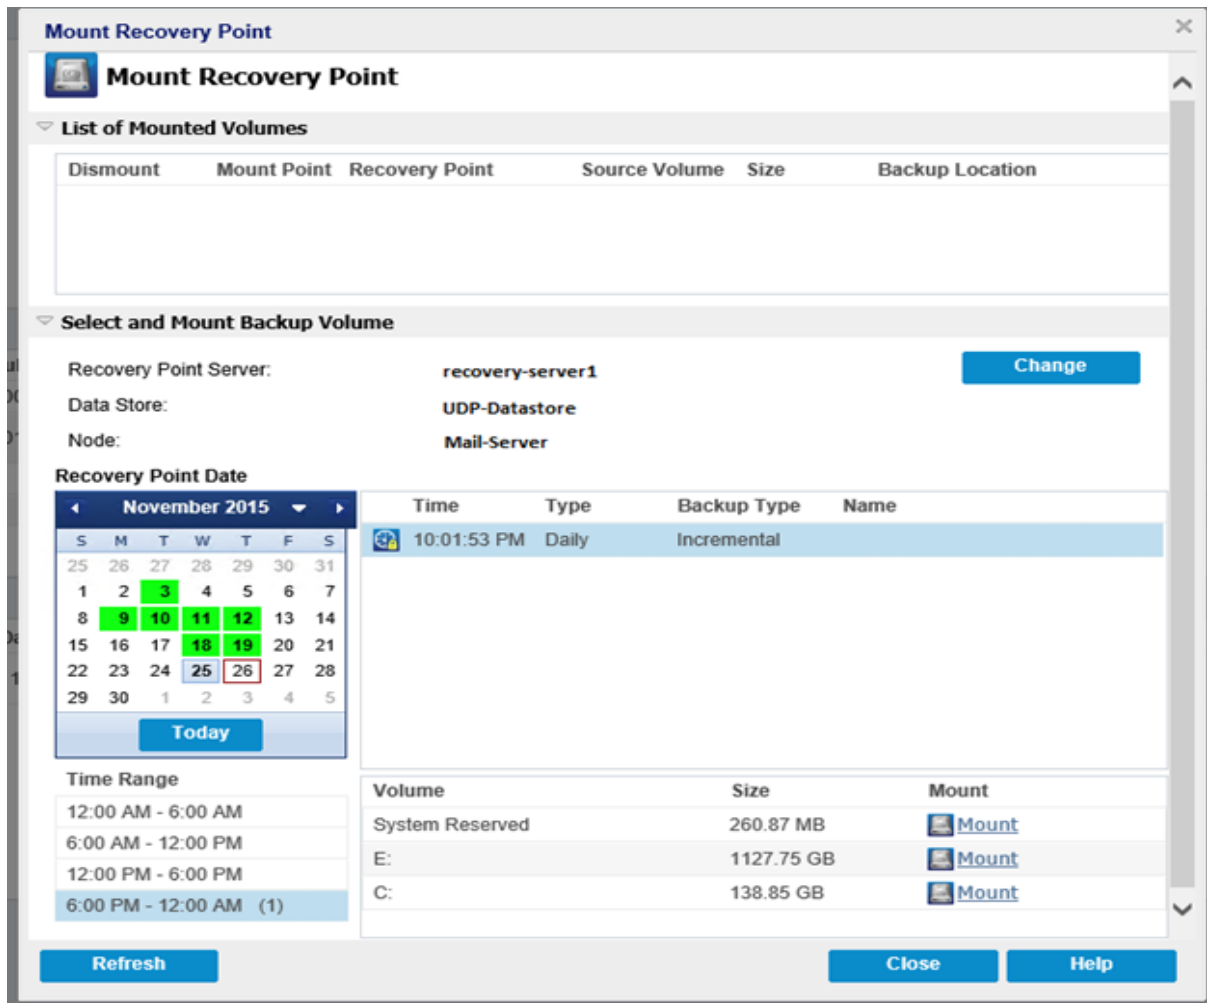 Mount Recovery Point
Mount Recovery Point
List of Mounted Volumes
Dismount Mount Point Recovery Point Source Volume Size Backup Location
Select and Mount Backup Volume
Recovery Point Server: recovery-server1 Change
Data Store: UDP-Datastore
Node: Mail-Server
Recovery Point Date
November 2015
S M T W T F S
25 26 27 28 29 30 31
1 2 3 4 5 6 7
8 9 10 11 12 13 14
15 16 17 18 19 20 21
22 23 24 25 26 27 28
29 30 1 2 3 4 5
Today
Time Type Backup Type Name
10:01:53 PM Daily Incremental
Time Range
12:00 AM - 6:00 AM
6:00 AM - 12:00 PM
12:00 PM - 6:00 PM
6:00 PM - 12:00 AM (1)
Volume Size Mount
System Reserved 260.87 MB Mount
E: 1127.75 GB Mount
C: 138.85 GB Mount
Refresh Close Help